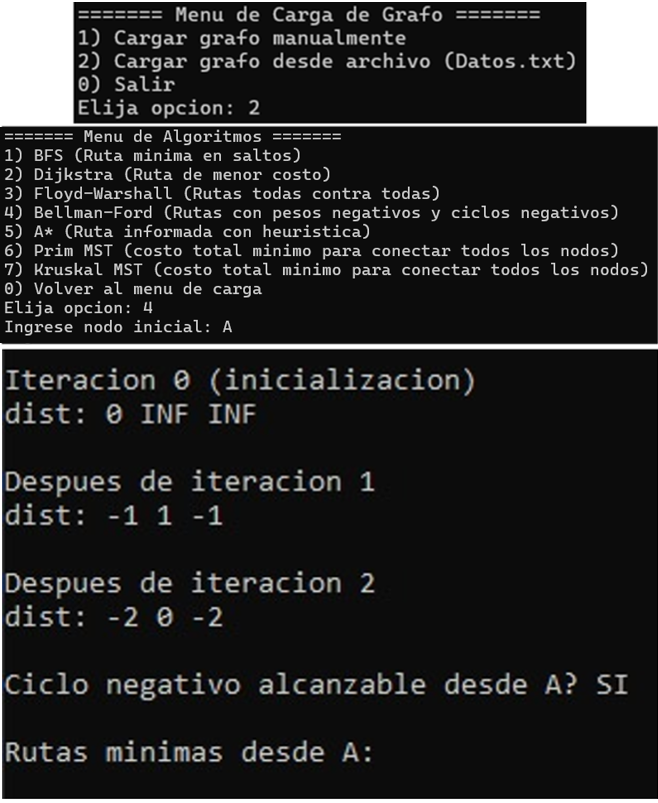 ======= Menu de Carga de Grafo =======
1) Cargar grafo manualmente
2) Cargar grafo desde archivo (Datos.txt)
0) Salir
Elija opcion: 2
======= Menu de Algoritmos =======
1) BFS (Ruta minima en saltos)
2) Dijkstra (Ruta de menor costo)
3) Floyd-Warshall (Rutas todas contra todas)
4) Bellman-Ford (Rutas con pesos negativos y ciclos negativos)
5) A* (Ruta informada con heuristica)
6) Prim MST (costo total minimo para conectar todos los nodos)
7) Kruskal MST (costo total minimo para conectar todos los nodos)
0) Volver al menu de carga
Elija opcion: 4
Ingrese nodo inicial: A
Iteracion 0 (inicializacion)
dist: 0 INF INF
Despues de iteracion 1
dist: -1 1 -1
Despues de iteracion 2
dist: -2 0 -2
Ciclo negativo alcanzable desde A? SI
Rutas minimas desde A: